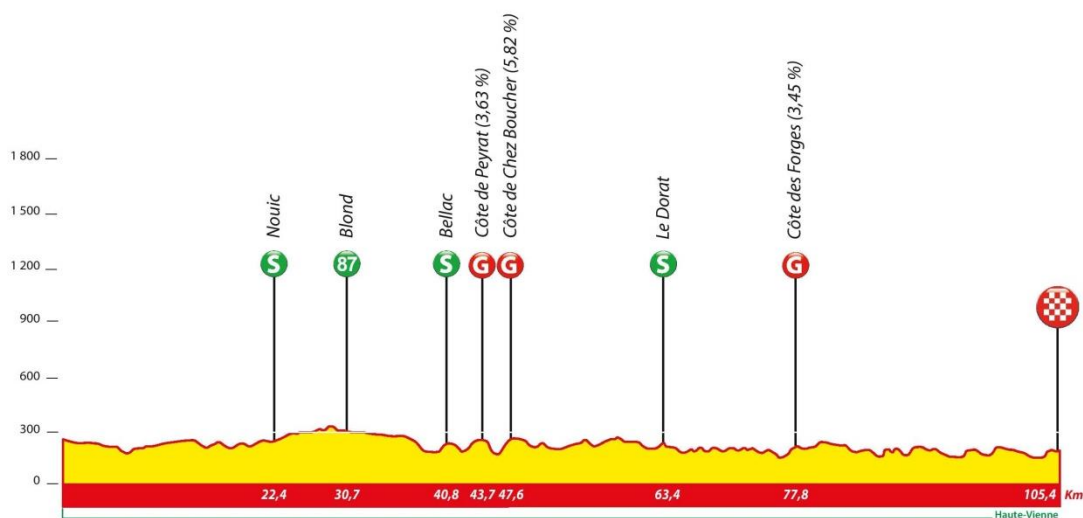 Nouic
Blond
Bellac
Côte de Peyrat (3,63 %)
Côte de Chez Boucher (5,82 %)
Le Dorat
Côte des Forges (3,45 %)
1 800
1 500
1 200
900
600
300
0
S
87
S
G
G
S
G
22,4
30,7
40,8
43,7
47,6
63,4
77,8
105,4
Km
Haute-Vienne